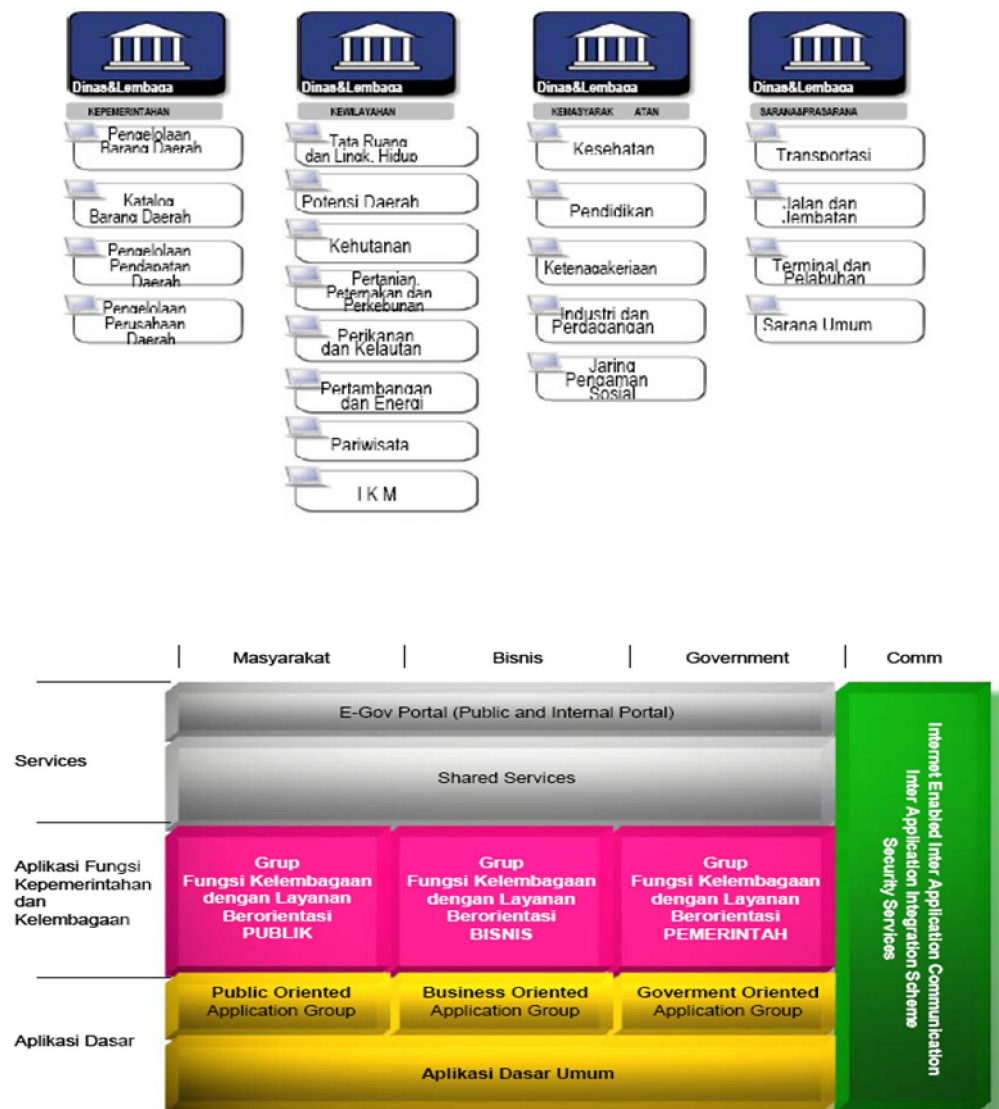 Dinas&Lembaga
KEPEMERINTAHAN
Pengelolaan
Barang Daerah
Katalog
Barang Daerah
Pengelolaan
Pendapatan
Daerah
Pengelolaan
Perusahaan
Daerah
Dinas&Lembaga
KEWILAYAHAN
Tata Ruang
dan Lingk. Hidup
Potensi Daerah
Kehutanan
Pertanian,
Peternakan dan
Perkebunan
Perikanan
dan Kelautan
Pertambangan
dan Energi
Pariwisata
I K M
Dinas&Lembaga
KEMASYARAK ATAN
Kesehatan
Pendidikan
Ketenagakerjaan
Industri dan
Perdagangan
Jaring
Pengaman
Sosial
Dinas&Lembaga
SARANA&PRASARANA
Transportasi
Jalan dan
Jembatan
Terminal dan
Pelabuhan
Sarana Umum
Masyarakat
Bisnis
Government
Comm
Services
E-Gov Portal (Public and Internal Portal)
Shared Services
Aplikasi Fungsi
Kepemerintahan
dan
Kelembagaan
Grup
Fungsi Kelembagaan
dengan Layanan
Berorientasi
PUBLIK
Grup
Fungsi Kelembagaan
dengan Layanan
Berorientasi
BISNIS
Grup
Fungsi Kelembagaan
dengan Layanan
Berorientasi
PEMERINTAH
Aplikasi Dasar
Public Oriented
Application Group
Business Oriented
Application Group
Goverment Oriented
Application Group
Aplikasi Dasar Umum
Internet Enabled Inter Application Communication
Inter Application Integration Scheme
Security Services